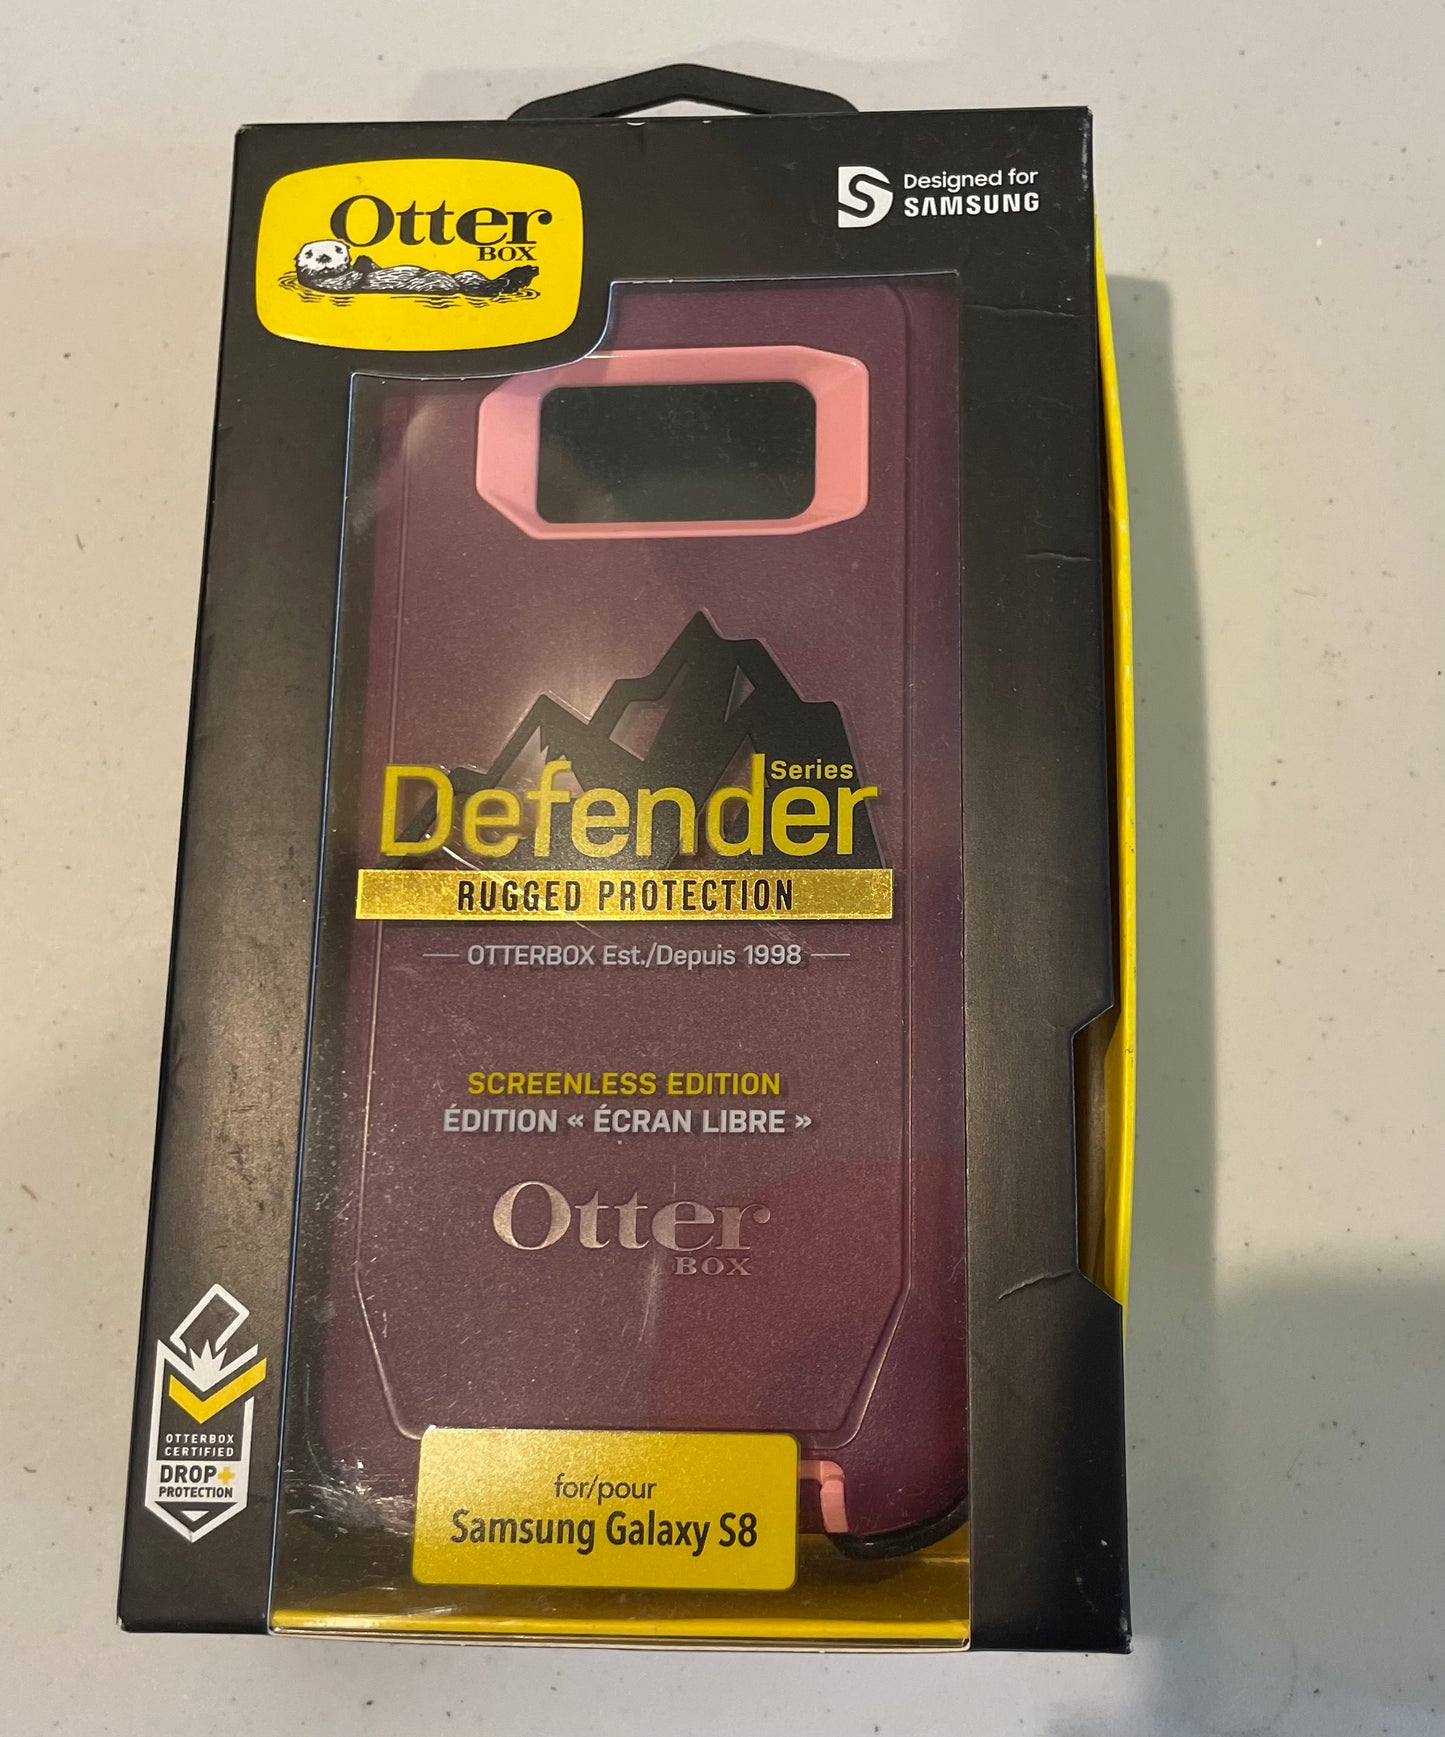 Otter
BOX
Designed for
SAMSUNG
Series
Defender
RUGGED PROTECTION
OTTERBOX Est./Depuis 1998
SCREENLESS EDITION
ÉDITION « ÉCRAN LIBRE »
Otter
BOX
OTTERBOX
CERTIFIED
DROP+
PROTECTION
for/pour
Samsung Galaxy S8